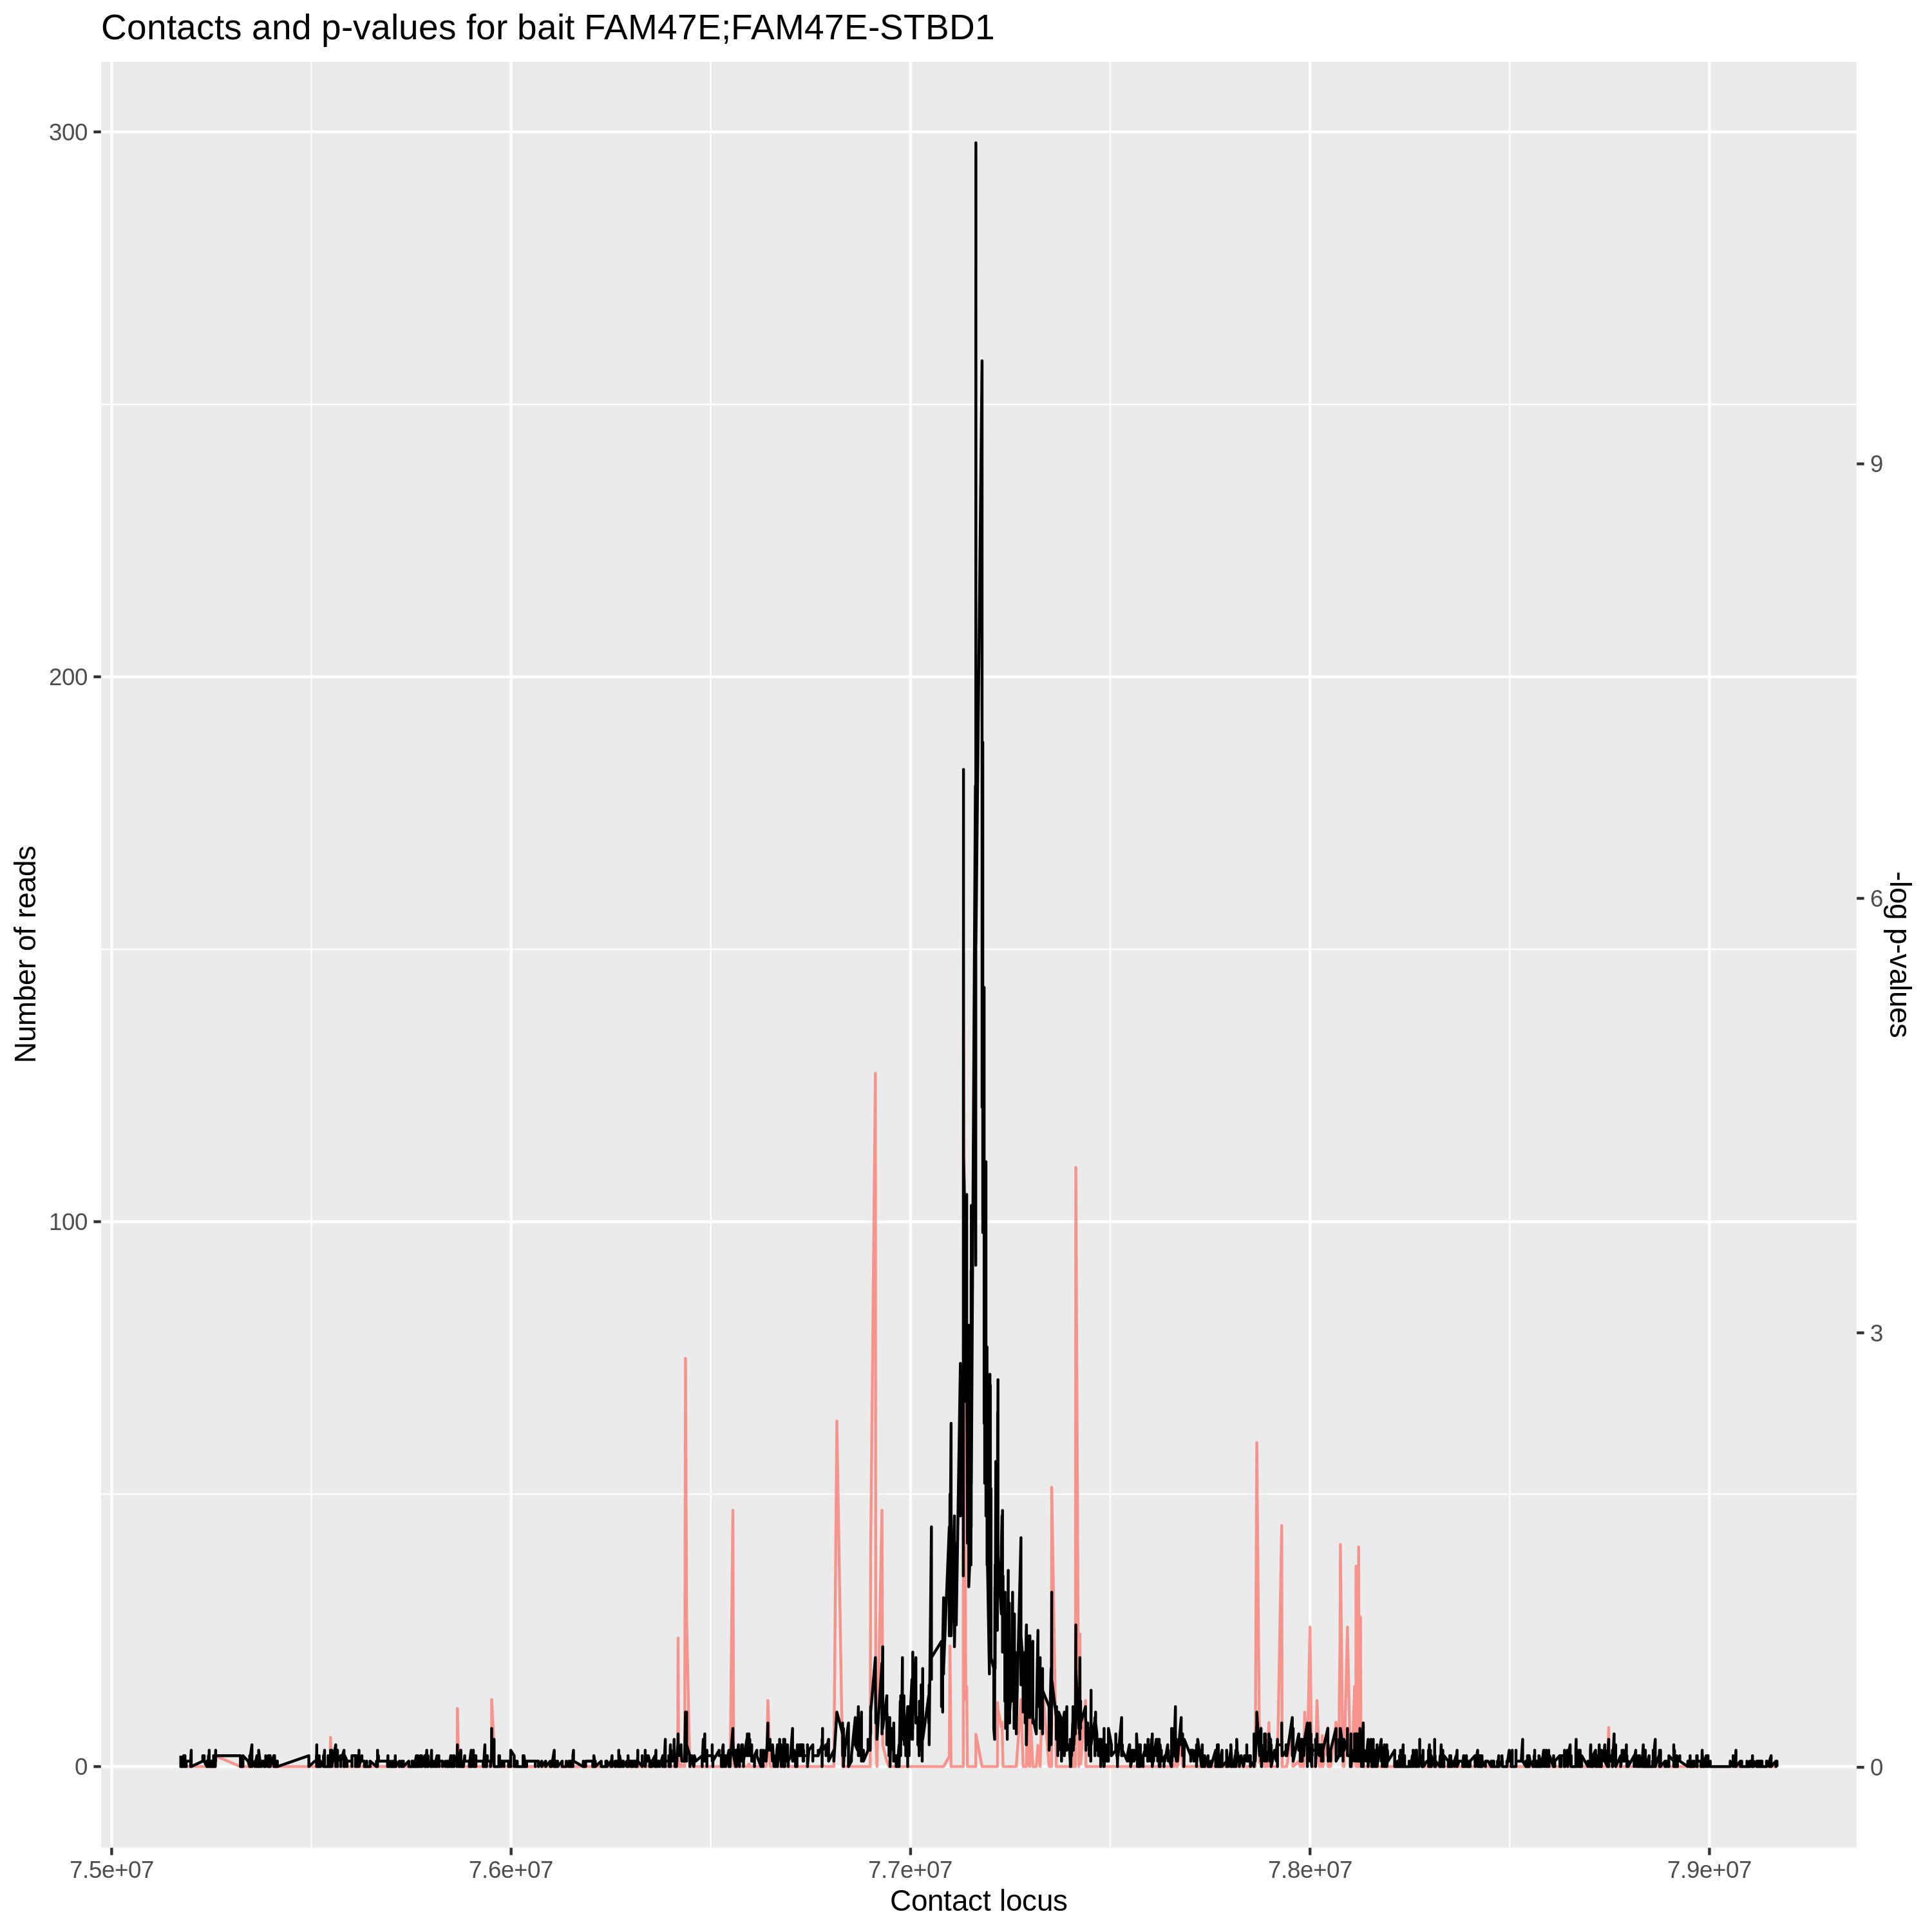 Contacts and p-values for bait FAM47E;FAM47E-STBD1
300
200
100
0
Number of reads
9
6
3
0
-log p-values
7.5e+07
7.6e+07
7.7e+07
7.8e+07
7.9e+07
Contact locus